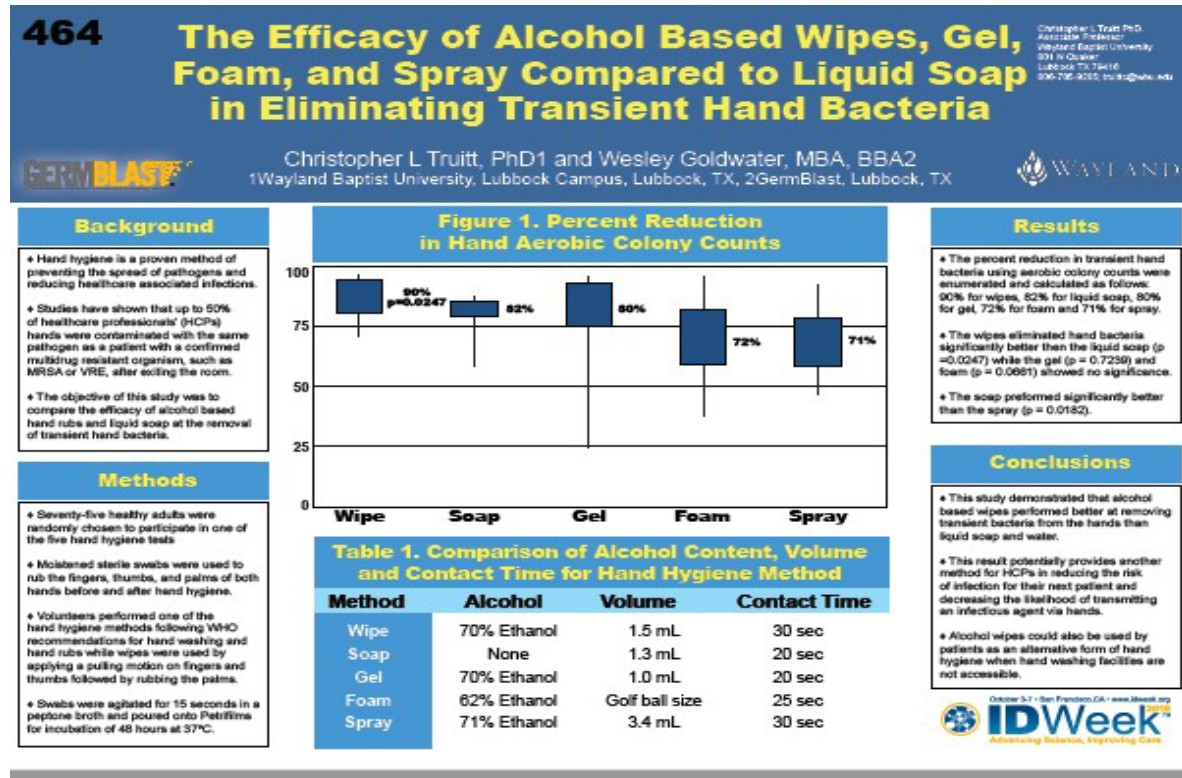 464
The Efficacy of Alcohol Based Wipes, Gel,
Foam, and Spray Compared to Liquid Soap
in Eliminating Transient Hand Bacteria
Christopher L Truitt PhD.
Associate Professor
Wayland Baptist University
801 N Quaker
Lubbock TX 79416
GERMBLAST
Christopher L Truitt, PhD1 and Wesley Goldwater, MBA, BBA2
1Wayland Baptist University, Lubbock Campus, Lubbock, TX, 2GermBlast, Lubbock, TX
WAYLAND
Background
♦ Hand hygiene is a proven method of
preventing the spread of pathogens and
reducing healthcare associated infections.
♦ Studies have shown that up to 50%
of healthcare professionals' (HCPs)
hands were contaminated with the same
pathogen as a patient with a confirmed
multidrug resistant organism, such as
MRSA or VRE, after exiting the room.
♦ The objective of this study was to
compare the efficacy of alcohol based
hand rubs and liquid soap at the removal
of transient hand bacteria.
Methods
♦ Seventy-five healthy adults were
randomly chosen to participate in one of
the five hand hygiene tests
♦ Moistened sterile swabs were used to
rub the fingers, thumbs, and palms of both
hands before and after hand hygiene.
♦ Volunteers performed one of the
hand hygiene methods following WHO
recommendations for hand washing and
hand rubs while wipes were used by
applying a pulling motion on fingers and
thumbs followed by rubbing the palms.
♦ Swabs were agitated for 15 seconds in a
peptone broth and poured onto Petrifilms
for incubation of 48 hours at 37ºC.
Figure 1. Percent Reduction
in Hand Aerobic Colony Counts
100
75
50
25
0
90%
p=0.0247
82%
80%
72%
71%
Wipe Soap Gel Foam Spray
Table 1. Comparison of Alcohol Content, Volume
and Contact Time for Hand Hygiene Method
Method Alcohol Volume Contact Time
Wipe 70% Ethanol 1.5 mL 30 sec
Soap None 1.3 mL 20 sec
Gel 70% Ethanol 1.0 mL 20 sec
Foam 62% Ethanol Golf ball size 25 sec
Spray 71% Ethanol 3.4 mL 30 sec
Results
♦ The percent reduction in transient hand
bacteria using aerobic colony counts were
enumerated and calculated as follows:
90% for wipes, 82% for liquid soap, 80%
for gel, 72% for foam and 71% for spray.
♦ The wipes eliminated hand bacteria
significantly better then the liquid soap (p
=0.0247) while the gel (p = 0.7239) and
foam (p = 0.0661) showed no significance.
♦ The soap preformed significantly better
than the spray (p = 0.0182).
Conclusions
♦ This study demonstrated that alcohol
based wipes performed better at removing
transient bacteria from the hands than
liquid soap and water.
♦ This result potentially provides another
method for HCPs in reducing the risk
of infection for their next patient and
decreasing the likelihood of transmitting
an infectious agent via hands.
♦ Alcohol wipes could also be used by
patients as an alternative form of hand
hygiene when hand washing facilities are
not accessible.
October 3-7 • San Francisco,CA • www.idweek.org
IDWeek™
Advancing Science, Improving Care